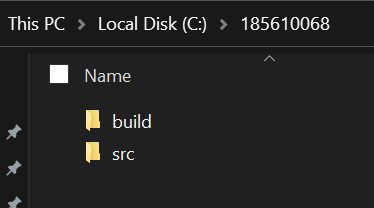 This PC > Local Disk (C:) > 185610068
Name
build
src